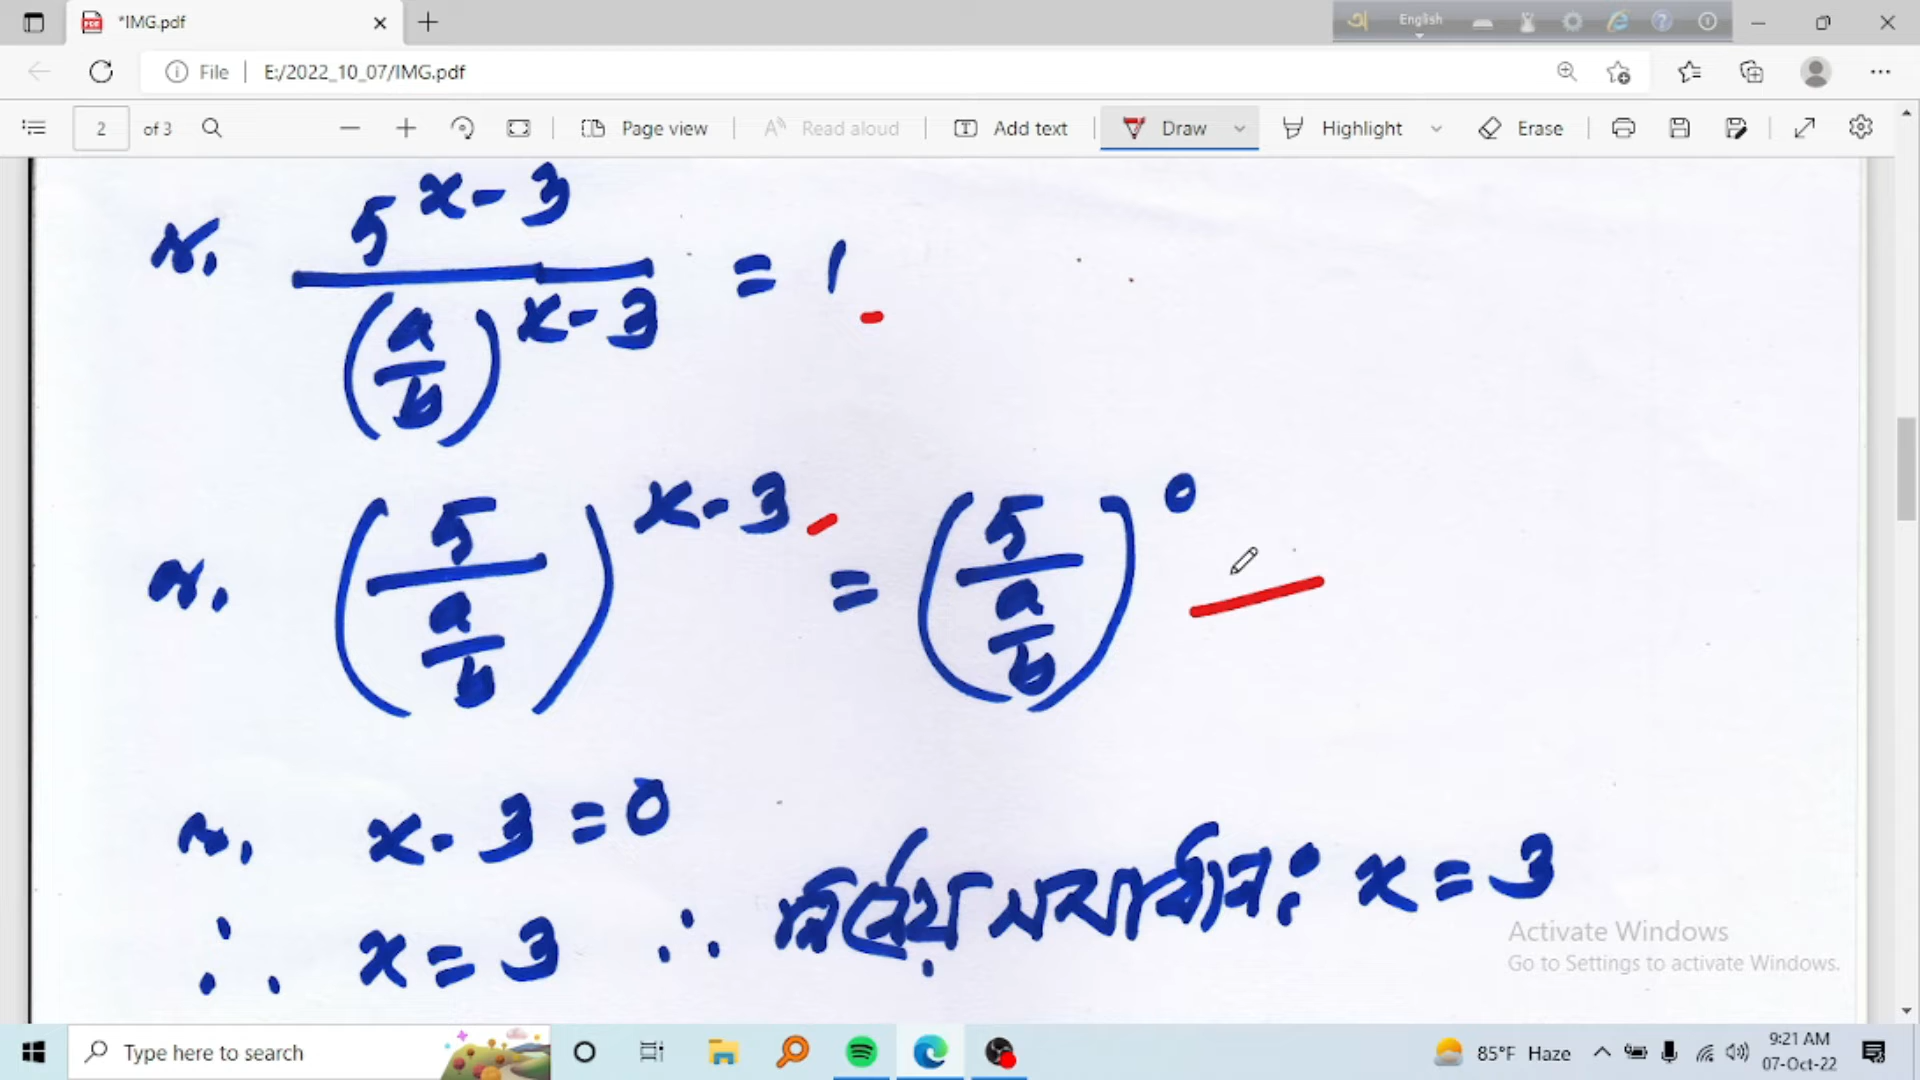 *IMG.pdf
English
File E:/2022_10_07/IMG.pdf
2 of 3 Page view Read aloud Add text Draw Highlight Erase
বা, 5^(x-3) / (a/b)^(x-3) = 1
বা, (5/(a/b))^(x-3) = (5/(a/b))^0
বা, x-3=0
∴ x=3 ∴ নির্ণেয় সমাধান: x=3
Activate Windows
Go to Settings to activate Windows.
Type here to search 85°F Haze 9:21 AM
07-Oct-22